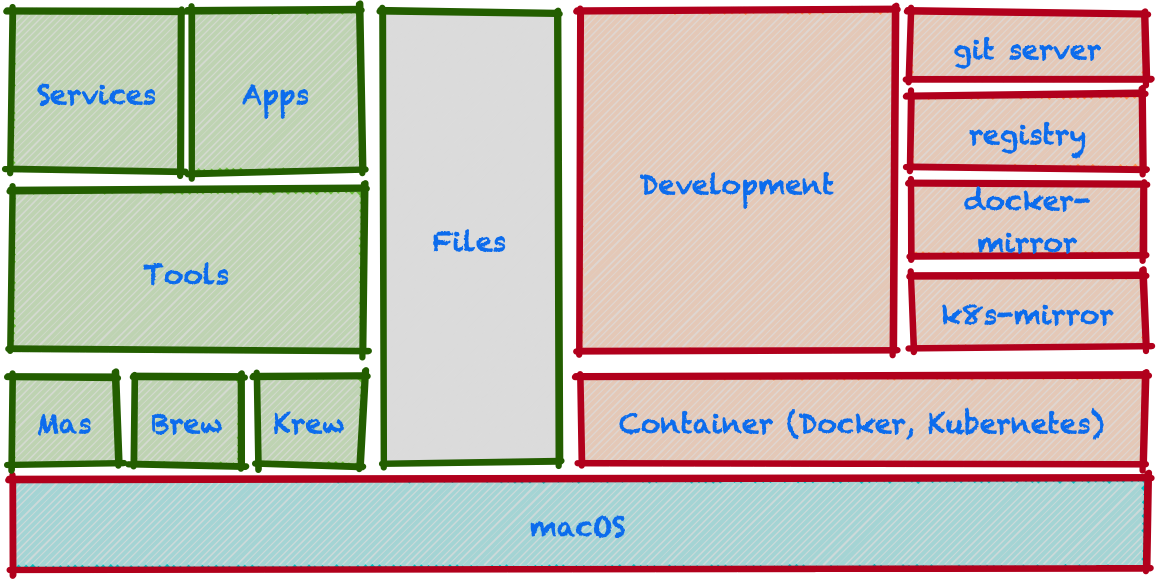 Services
Apps
Tools
Mas
Brew
Krew
Files
Development
git server
registry
docker-
mirror
k8s-mirror
Container (Docker, Kubernetes)
macOS